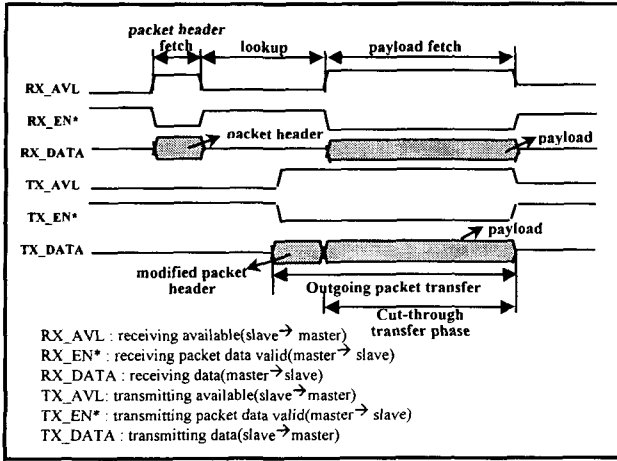 packet header
fetch
lookup
payload fetch
RX_AVL
RX_EN*
packet header
RX_DATA
payload
TX_AVL
TX_EN*
payload
TX_DATA
modified packet
header
Outgoing packet transfer
Cut-through
transfer phase
RX_AVL : receiving available(slave→ master)
RX_EN* : receiving packet data valid(master→ slave)
RX_DATA : receiving data(master→slave)
TX_AVL: transmitting available(slave→master)
TX_EN* : transmitting packet data valid(master→ slave)
TX_DATA : transmitting data(slave→master)